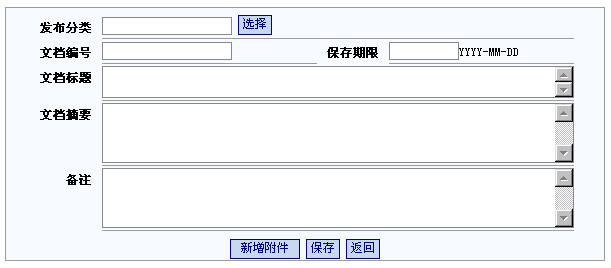 发布分类 选择
文档编号 保存期限 YYYY-MM-DD
文档标题
文档摘要
备注
新增附件 保存 返回